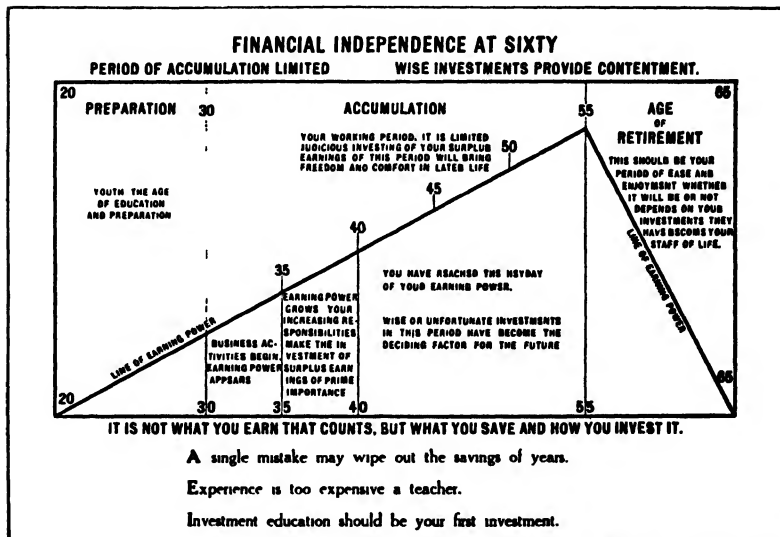 FINANCIAL INDEPENDENCE AT SIXTY
PERIOD OF ACCUMULATION LIMITED WISE INVESTMENTS PROVIDE CONTENTMENT.
20
PREPARATION
30
ACCUMULATION
55
AGE
OF
RETIREMENT
65
YOUR WORKING PERIOD. IT IS LIMITED
JUDICIOUS INVESTING OF YOUR SURPLUS
EARNINGS OF THIS PERIOD WILL BRING
FREEDOM AND COMFORT IN LATER LIFE
THIS SHOULD BE YOUR
PERIOD OF EASE AND
ENJOYMENT WHETHER
IT WILL BE OR NOT
DEPENDS ON YOUR
INVESTMENTS THEY
HAVE BECOME YOUR
STAFF OF LIFE.
YOUTH THE AGE
OF EDUCATION
AND PREPARATION
50
45
40
35
LINE OF EARNING POWER
YOU HAVE REACHED THE HEYDAY
OF YOUR EARNING POWER.
WISE OR UNFORTUNATE INVESTMENTS
IN THIS PERIOD HAVE BECOME THE
DECIDING FACTOR FOR THE FUTURE
EARNING POWER
GROWS YOUR
INCREASING RE-
SPONSIBILITIES
MAKE THE IN
VESTMENT OF
SURPLUS EARN
INGS OF PRIME
IMPORTANCE
BUSINESS AC-
TIVITIES BEGIN.
EARNING POWER
APPEARS
LINE OF EARNING POWER
20
30
35
40
55
65
IT IS NOT WHAT YOU EARN THAT COUNTS, BUT WHAT YOU SAVE AND HOW YOU INVEST IT.
A single mistake may wipe out the savings of years.
Experience is too expensive a teacher.
Investment education should be your first investment.